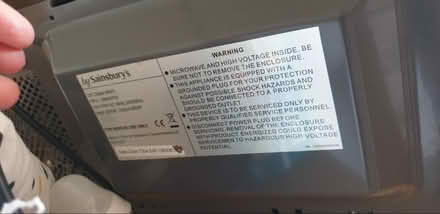 by Sainsbury's
WARNING
● MICROWAVE AND HIGH VOLTAGE INSIDE. BE
SURE NOT TO REMOVE THE ENCLOSURE.
● THIS APPLIANCE IS EQUIPPED WITH A
GROUNDED PLUG FOR YOUR PROTECTION
AGAINST POSSIBLE SHOCK HAZARDS AND
SHOULD BE CONNECTED TO A PROPERLY
GROUNDED OUTLET.
● THIS DEVICE IS TO BE SERVICED ONLY BY
PROPERLY QUALIFIED SERVICE PERSONNEL.
● DISCONNECT POWER PLUG BEFORE
SERVICING. REMOVAL OF THE ENCLOSURE
WITH PRODUCT ENERGIZED COULD EXPOSE
SERVICEMEN TO HAZARDOUS HIGH VOLTAGE
POTENTIAL.
CE